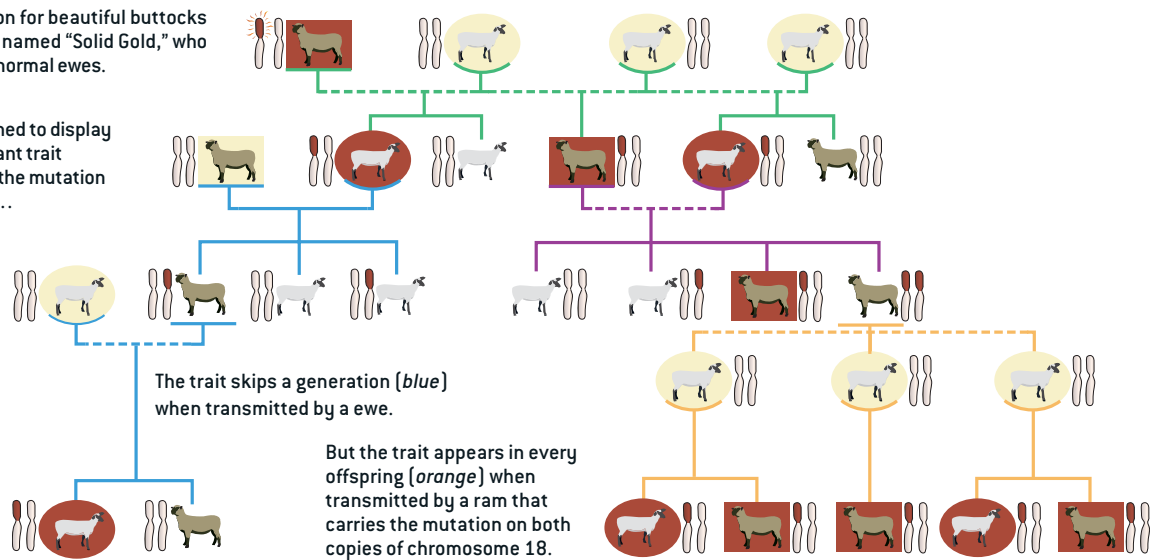 on for beautiful buttocks
named “Solid Gold,” who
normal ewes.
ned to display
ant trait
the mutation
...
The trait skips a generation (blue)
when transmitted by a ewe.
But the trait appears in every
offspring (orange) when
transmitted by a ram that
carries the mutation on both
copies of chromosome 18.